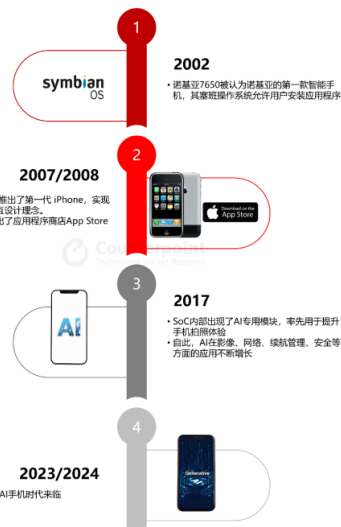 1
symbian
OS
2002
• 诺基亚7650被认为诺基亚的第一款智能手
机，其塞班操作系统允许用户安装应用程序
2
2007/2008
推出了第一代 iPhone，实现
互设计理念。
出了应用程序商店App Store
Download on the
App Store
Counterpoint
Technology Market Research
3
AI
2017
• SoC内部出现了AI专用模块，率先用于提升
手机拍照体验
• 自此，AI在影像、网络、续航管理、安全等
方面的应用不断增长
4
2023/2024
AI手机时代来临
Generative